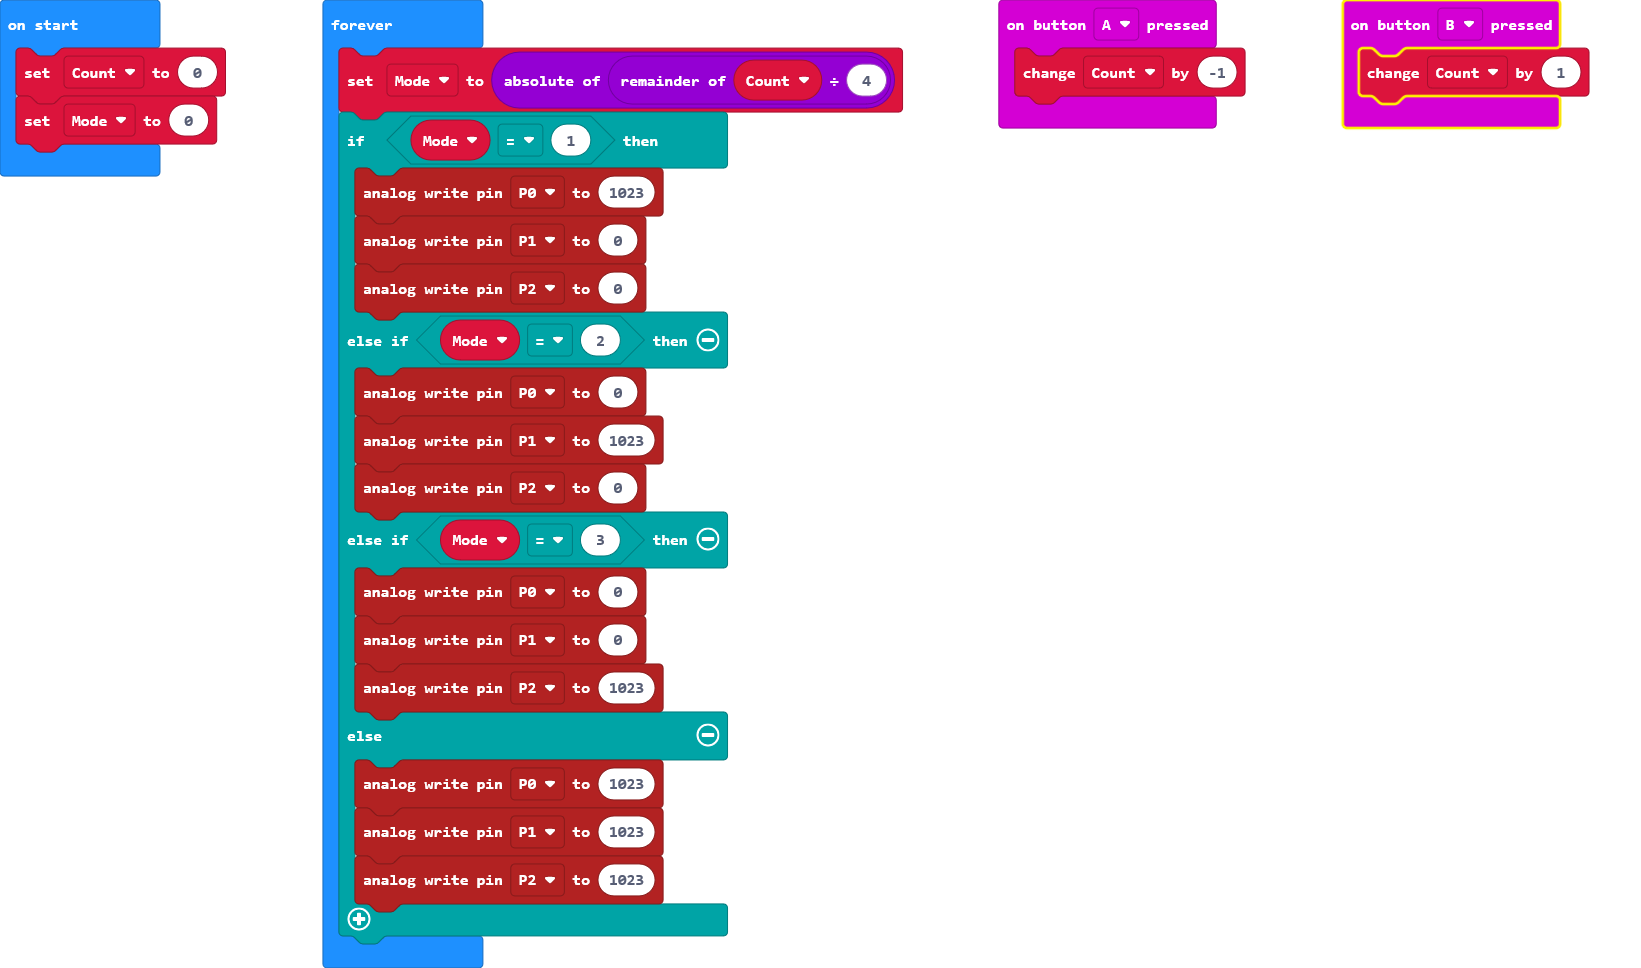 on start
set Count to 0
set Mode to 0
forever
set Mode to absolute of remainder of Count ÷ 4
if Mode = 1 then
analog write pin P0 to 1023
analog write pin P1 to 0
analog write pin P2 to 0
else if Mode = 2 then
analog write pin P0 to 0
analog write pin P1 to 1023
analog write pin P2 to 0
else if Mode = 3 then
analog write pin P0 to 0
analog write pin P1 to 0
analog write pin P2 to 1023
else
analog write pin P0 to 1023
analog write pin P1 to 1023
analog write pin P2 to 1023
on button A pressed
change Count by -1
on button B pressed
change Count by 1